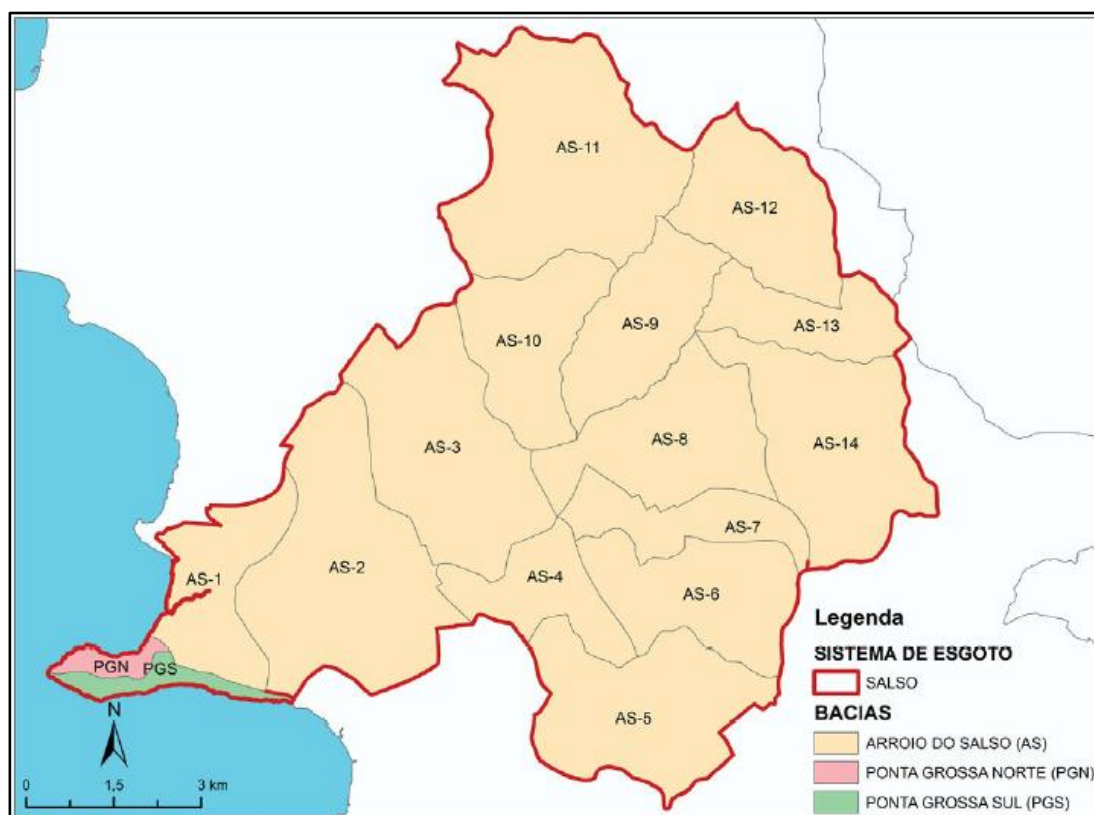 AS-11
AS-12
AS-9
AS-13
AS-10
AS-3
AS-8
AS-14
AS-7
AS-1
AS-2
AS-4
AS-6
PGN
PGS
AS-5
N
0 1,5 3 km
Legenda
SISTEMA DE ESGOTO
SALSO
BACIAS
ARROIO DO SALSO (AS)
PONTA GROSSA NORTE (PGN)
PONTA GROSSA SUL (PGS)